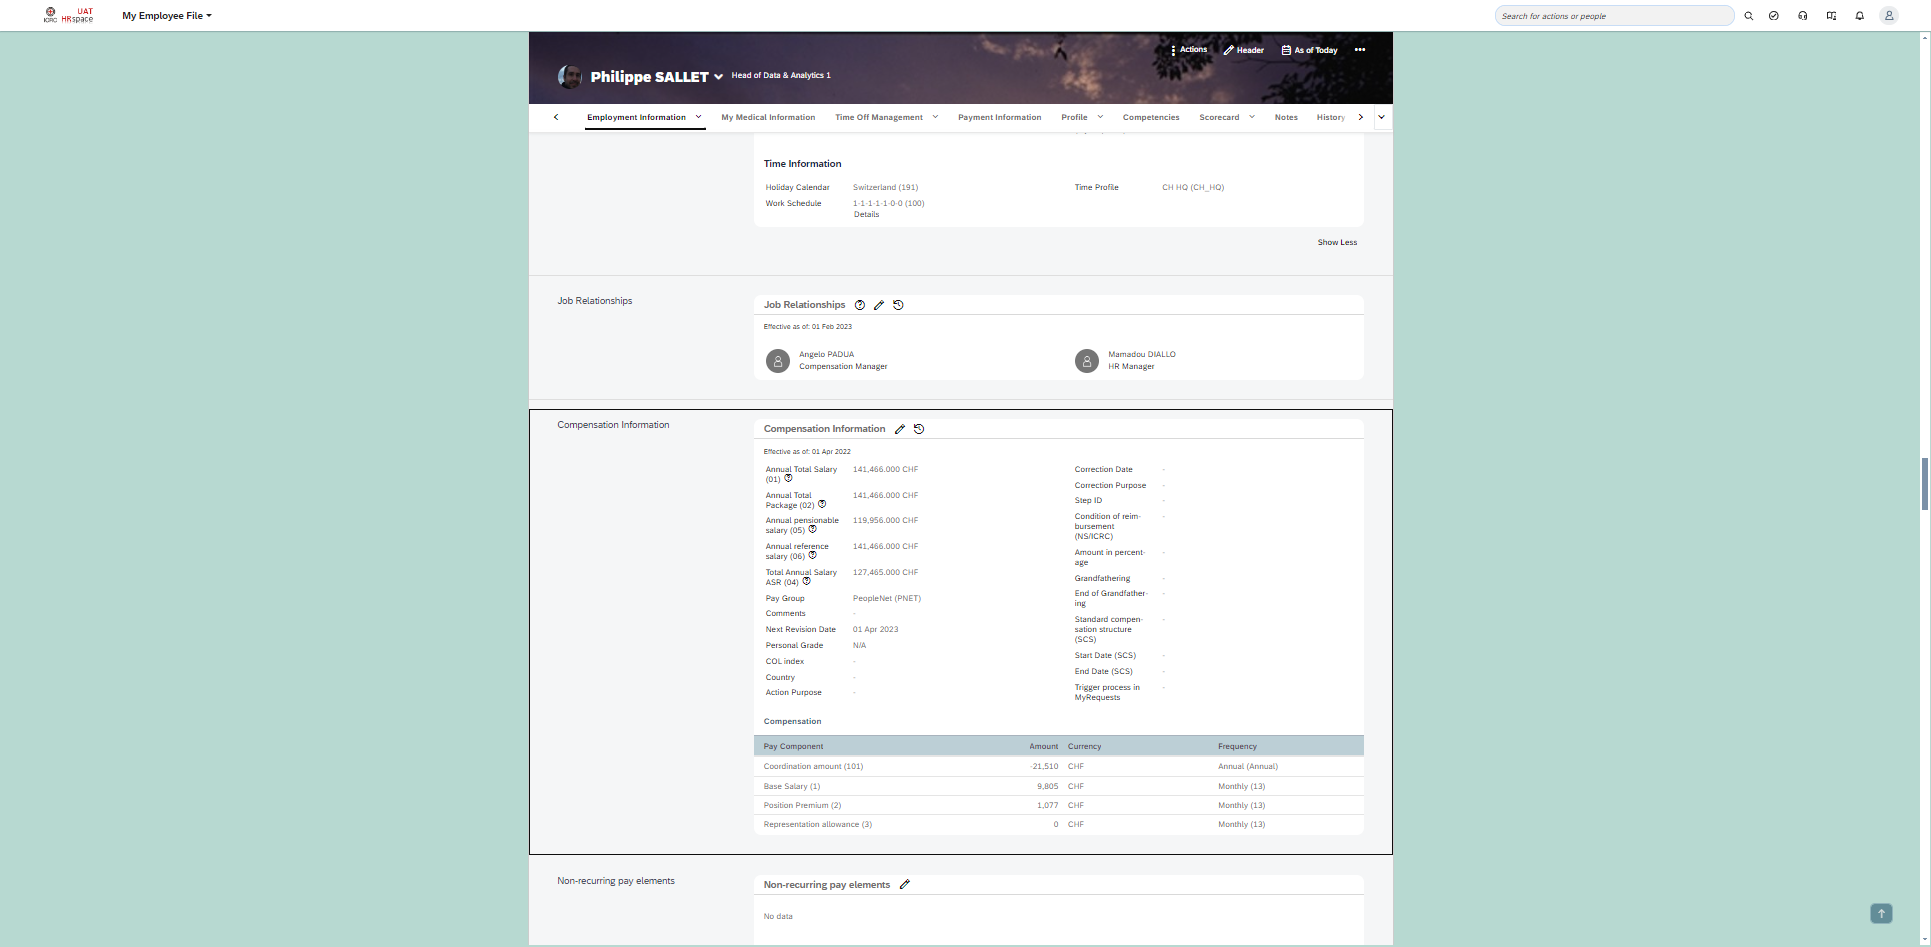 ICRC UAT HRspace My Employee File Search for actions or people
Actions Header As of Today
Philippe SALLET Head of Data & Analytics 1
Employment Information My Medical Information Time Off Management Payment Information Profile Competencies Scorecard Notes History
Time Information
Holiday Calendar Switzerland (191) Time Profile CH HQ (CH_HQ)
Work Schedule 1-1-1-1-1-0-0 (100)
Details
Show Less
Job Relationships
Job Relationships
Effective as of: 01 Feb 2023
Angelo PADUA
Compensation Manager
Mamadou DIALLO
HR Manager
Compensation Information
Compensation Information
Effective as of: 01 Apr 2022
Annual Total Salary (01) 141,466.000 CHF
Annual Total Package (02) 141,466.000 CHF
Annual pensionable salary (05) 119,956.000 CHF
Annual reference salary (06) 141,466.000 CHF
Total Annual Salary ASR (04) 127,465.000 CHF
Pay Group PeopleNet (PNET)
Comments -
Next Revision Date 01 Apr 2023
Personal Grade N/A
COL index -
Country -
Action Purpose -
Correction Date -
Correction Purpose -
Step ID -
Condition of reim-
bursement
(NS/ICRC) -
Amount in percent-
age -
Grandfathering -
End of Grandfather-
ing -
Standard compen-
sation structure
(SCS) -
Start Date (SCS) -
End Date (SCS) -
Trigger process in
MyRequests -
Compensation
Pay Component Amount Currency Frequency
Coordination amount (101) -21,510 CHF Annual (Annual)
Base Salary (1) 9,805 CHF Monthly (13)
Position Premium (2) 1,077 CHF Monthly (13)
Representation allowance (3) 0 CHF Monthly (13)
Non-recurring pay elements
Non-recurring pay elements
No data